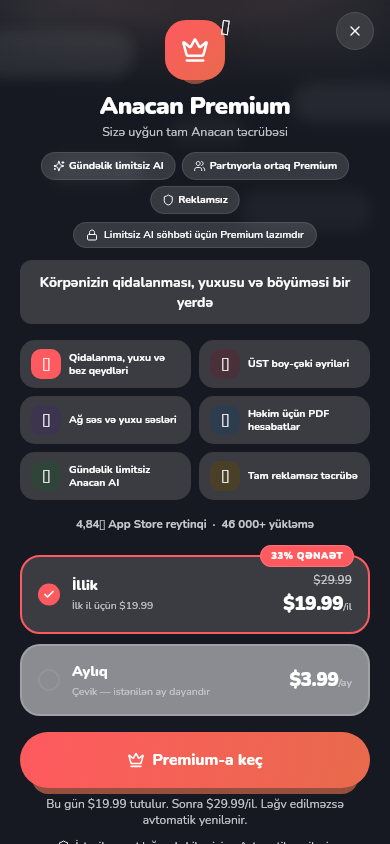 Anacan Premium
Sizə uyğun tam Anacan təcrübəsi
Gündəlik limitsiz AI
Partnyorla ortaq Premium
Reklamsız
Limitsiz AI söhbəti üçün Premium lazımdır
Körpənizin qidalanması, yuxusu və böyüməsi bir
yerdə
Qidalanma, yuxu və
bez qeydləri
ÜST boy-çəki əyriləri
Ağ səs və yuxu səsləri
Həkim üçün PDF
hesabatlar
Gündəlik limitsiz
Anacan AI
Tam reklamsız təcrübə
4,84 App Store reytinqi · 46 000+ yükləmə
33% QƏNAƏT
İllik
İlk il üçün $19.99
$29.99
$19.99/il
Aylıq
Çevik — istənilən ay dayandır
$3.99/ay
Premium-a keç
Bu gün $19.99 tutulur. Sonra $29.99/il. Ləğv edilməzsə
avtomatik yenilənir.